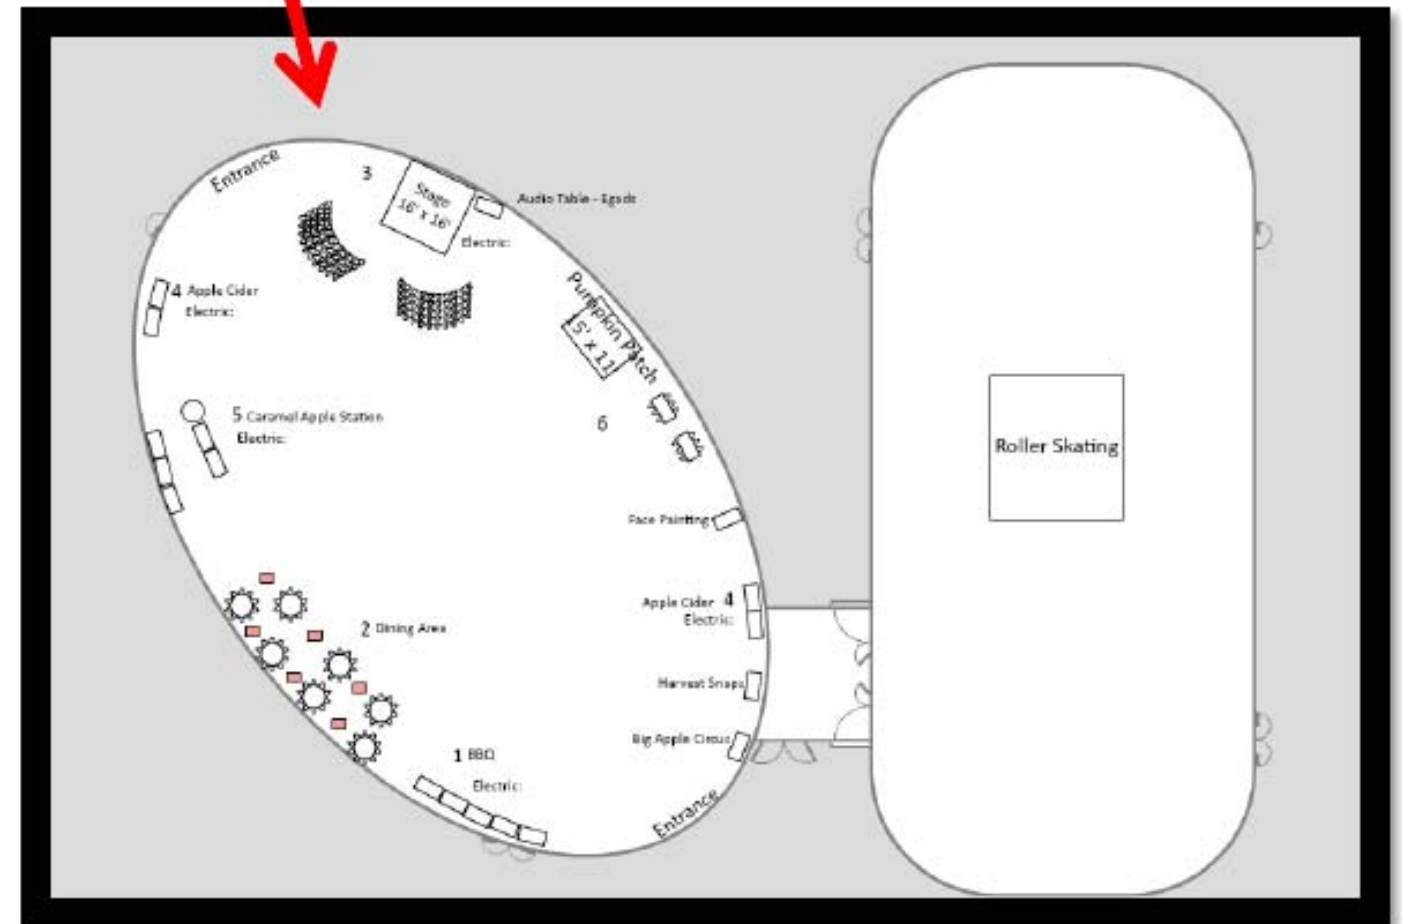 Entrance
3
Stage
16' x 16'
Audio Table - Egads
Electric:
4 Apple Cider
Electric:
Pumpkin Patch
15' x 11'
5 Caramel Apple Station
Electric:
6
Roller Skating
Face Painting
Apple Cider 4
Electric:
2 Dining Area
Harvest Snaps
Big Apple Circus
1 BBQ
Electric:
Entrance